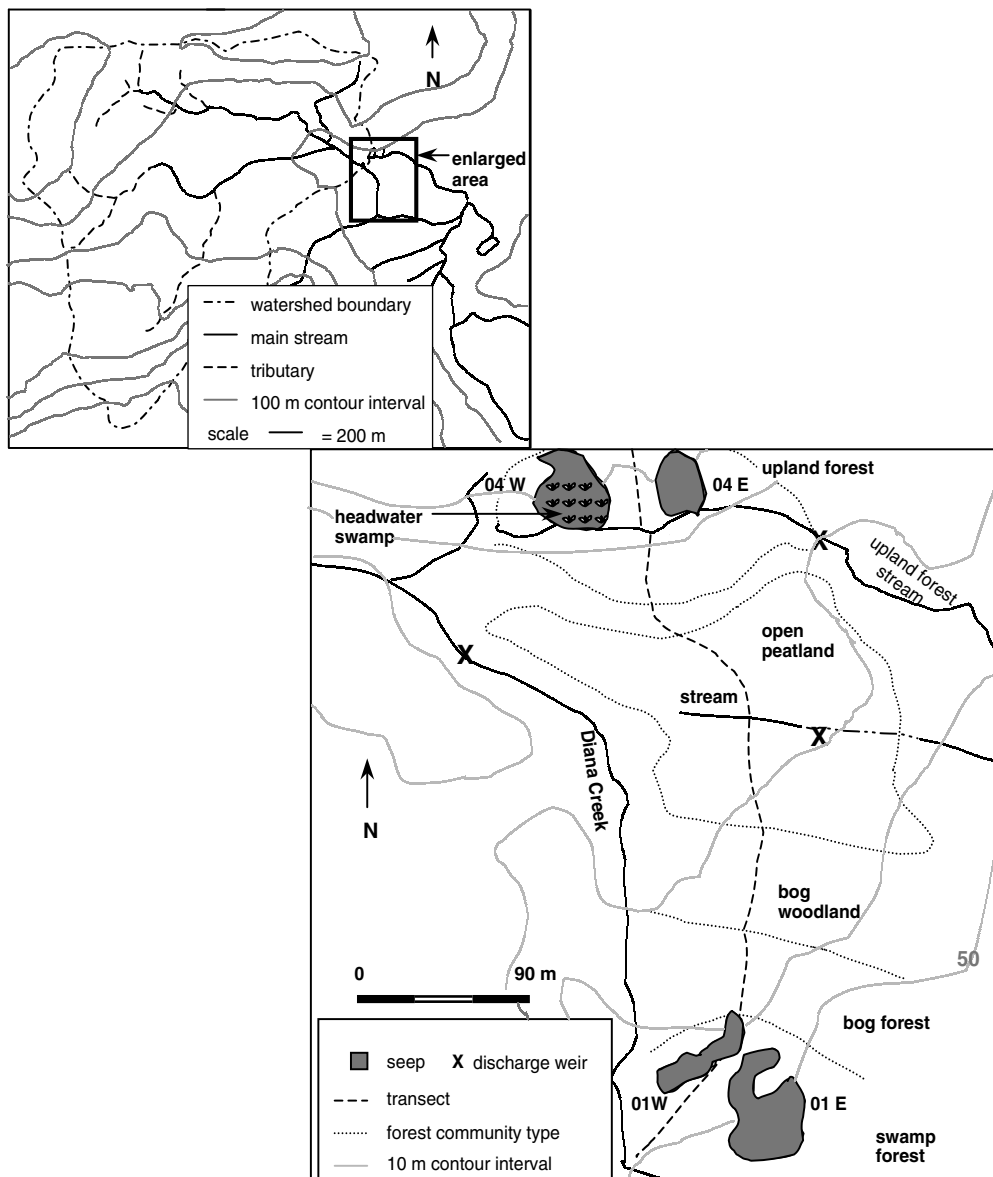 N
enlarged
area
watershed boundary
main stream
tributary
100 m contour interval
scale = 200 m
04 W
04 E
upland forest
headwater
swamp
X
upland forest
stream
open
peatland
X
stream
X
Diana Creek
N
bog
woodland
50
0 90 m
bog forest
seep X discharge weir
transect
forest community type
10 m contour interval
01W
01 E
swamp
forest